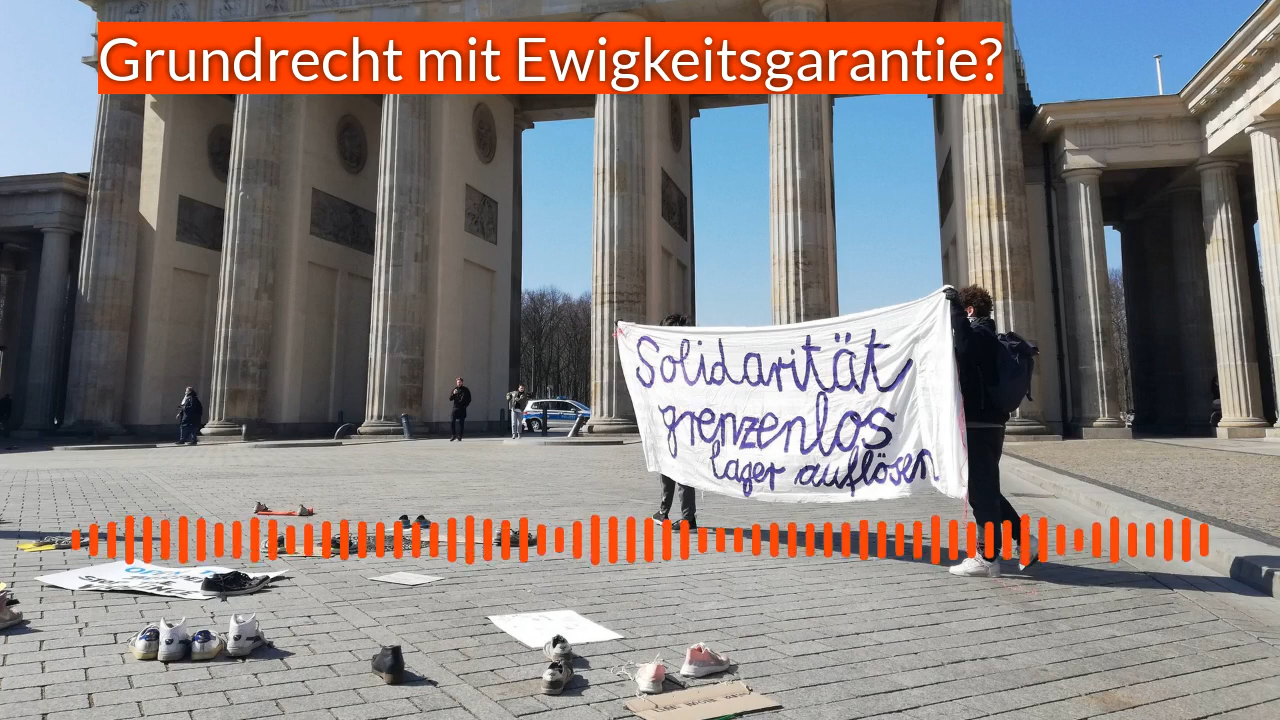 Grundrecht mit Ewigkeitsgarantie?
Solidarität
grenzenlos
lager auflösen